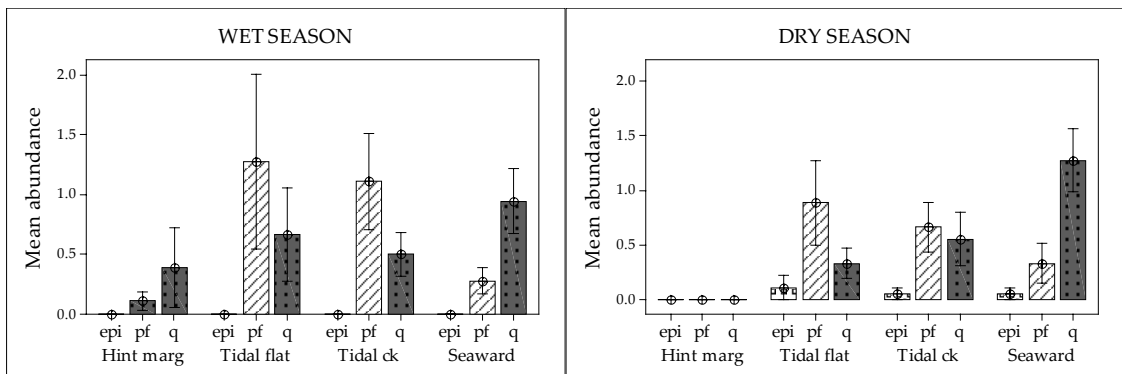 WET SEASON
Mean abundance
2.0
1.5
1.0
0.5
0.0
epi pf q epi pf q epi pf q epi pf q
Hint marg Tidal flat Tidal ck Seaward
DRY SEASON
Mean abundance
2.0
1.5
1.0
0.5
0.0
epi pf q epi pf q epi pf q epi pf q
Hint marg Tidal flat Tidal ck Seaward